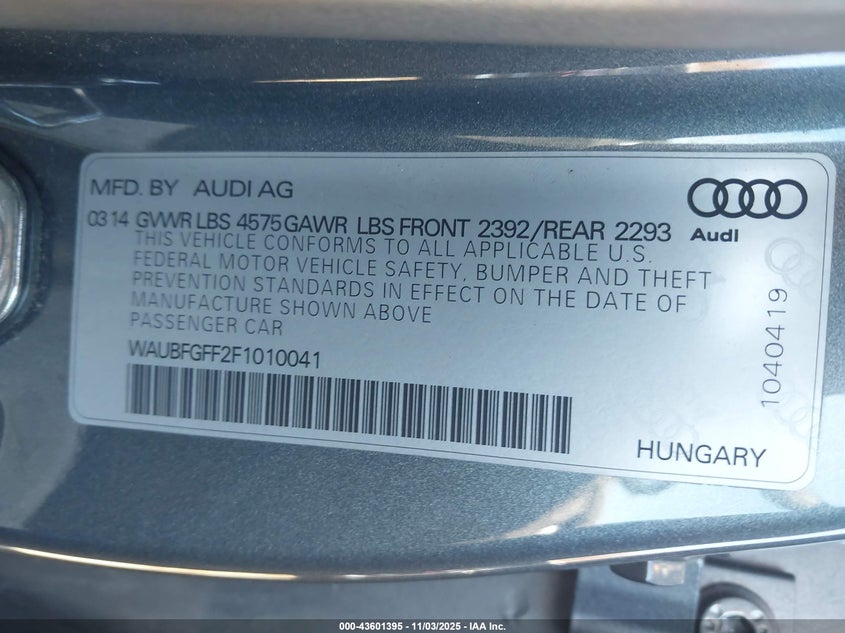 MFD. BY AUDI AG
Audi
03 14 GVWR LBS 4575 GAWR LBS FRONT 2392/REAR 2293
THIS VEHICLE CONFORMS TO ALL APPLICABLE U.S.
FEDERAL MOTOR VEHICLE SAFETY, BUMPER AND THEFT
PREVENTION STANDARDS IN EFFECT ON THE DATE OF
MANUFACTURE SHOWN ABOVE
PASSENGER CAR
WAUBFGFF2F1010041
1040419
HUNGARY
000-43601395 - 11/03/2025 - IAA Inc.